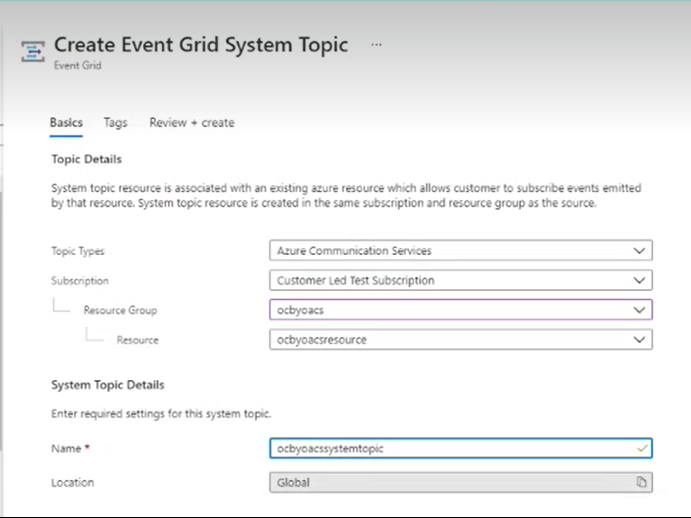 Create Event Grid System Topic ...
Event Grid
Basics Tags Review + create
Topic Details
System topic resource is associated with an existing azure resource which allows customer to subscribe events emitted
by that resource. System topic resource is created in the same subscription and resource group as the source.
Topic Types Azure Communication Services
Subscription Customer Led Test Subscription
Resource Group ocbyoacs
Resource ocbyoacsresource
System Topic Details
Enter required settings for this system topic.
Name * ocbyoacssystemtopic
Location Global